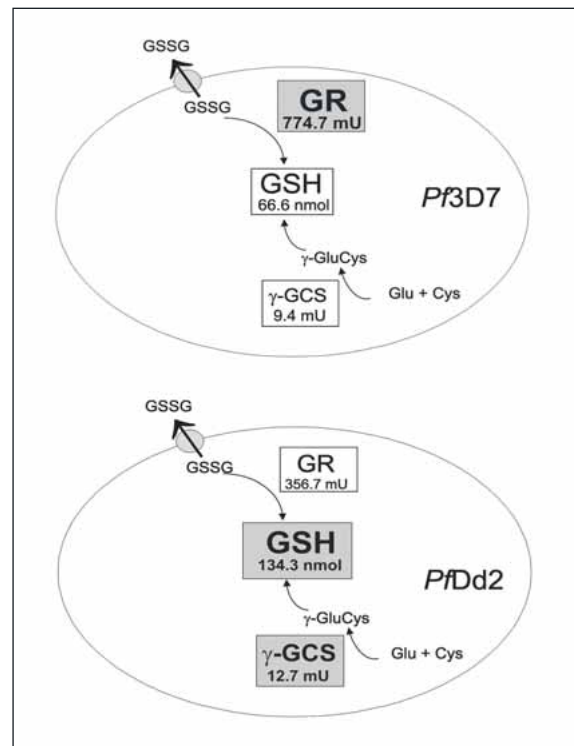 GSSG
GSSG
GR
774.7 mU
GSH
66.6 nmol
Pf3D7
γ-GluCys
γ-GCS
9.4 mU
Glu + Cys
GSSG
GSSG
GR
356.7 mU
GSH
134.3 nmol
PfDd2
γ-GluCys
γ-GCS
12.7 mU
Glu + Cys